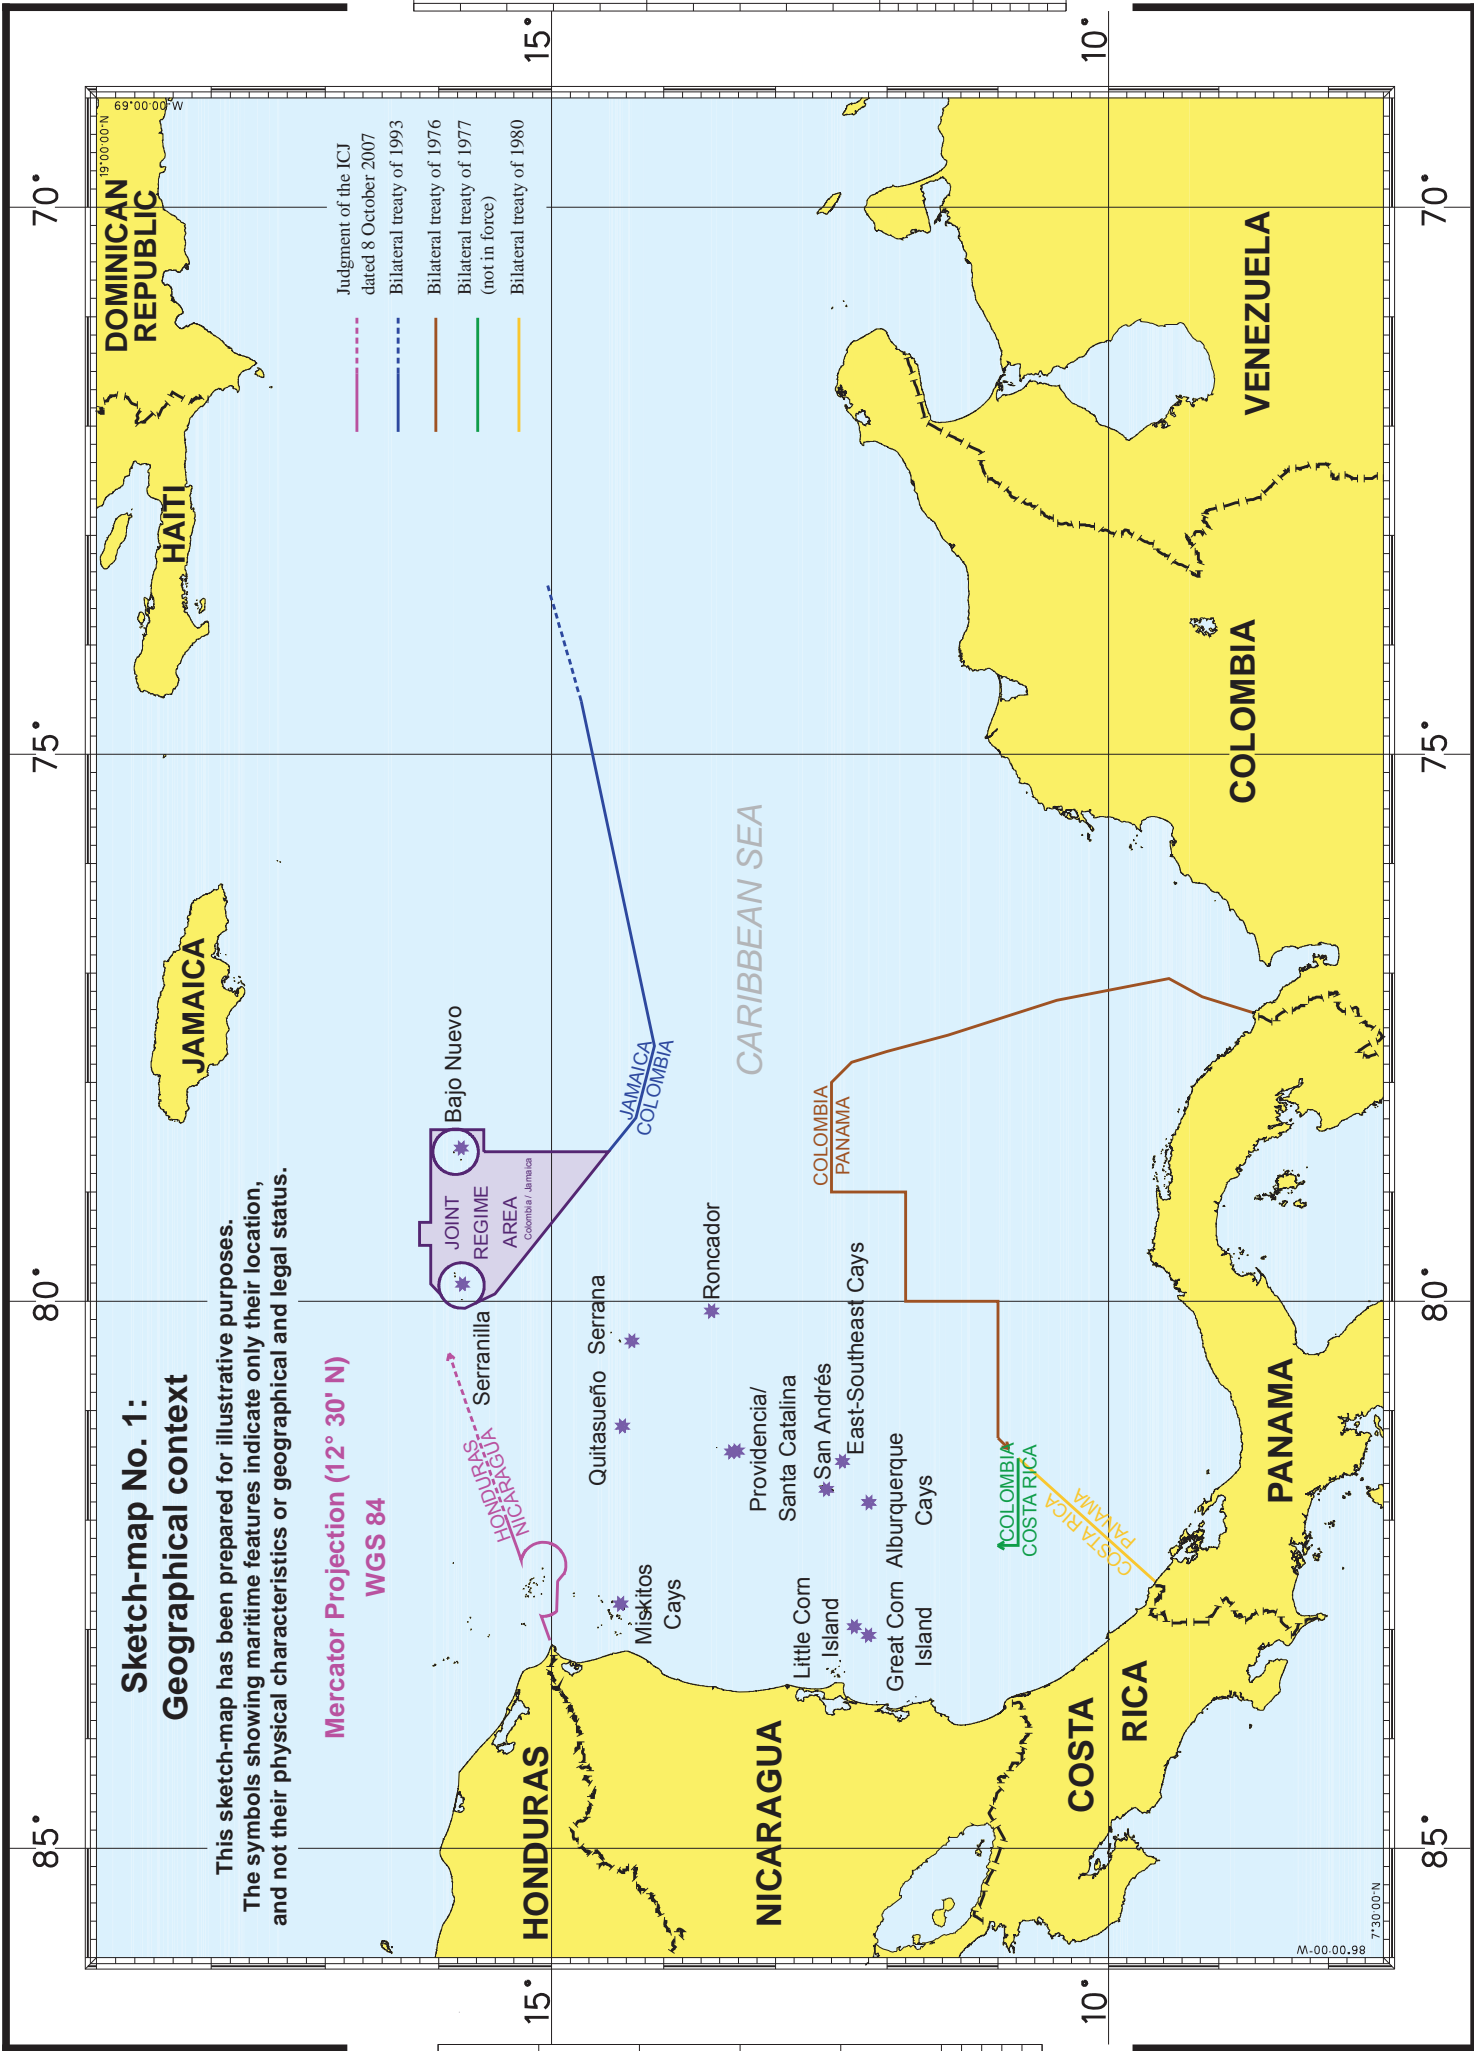 Sketch-map No. 1:
Geographical context
This sketch-map has been prepared for illustrative purposes.
The symbols showing maritime features indicate only their location,
and not their physical characteristics or geographical and legal status.
Mercator Projection (12° 30' N)
WGS 84
85°
80°
75°
70°
15°
10°
15°
10°
85°
80°
75°
70°
19°00'00"N
69°00'00"W
86°00'00"W
7°30'00"N
DOMINICAN
REPUBLIC
HAITI
JAMAICA
Judgment of the ICJ
dated 8 October 2007
Bilateral treaty of 1993
Bilateral treaty of 1976
Bilateral treaty of 1977
(not in force)
Bilateral treaty of 1980
Bajo Nuevo
JOINT
REGIME
AREA
Colombia / Jamaica
Serranilla
HONDURAS
NICARAGUA
JAMAICA
COLOMBIA
Quitasueño
Serrana
Roncador
Miskitos
Cays
Providencia/
Santa Catalina
San Andrés
East-Southeast Cays
Alburquerque
Cays
Little Corn
Island
Great Corn
Island
CARIBBEAN SEA
COLOMBIA
PANAMA
COLOMBIA
COSTA RICA
COSTA RICA
PANAMA
HONDURAS
NICARAGUA
COSTA
RICA
PANAMA
COLOMBIA
VENEZUELA